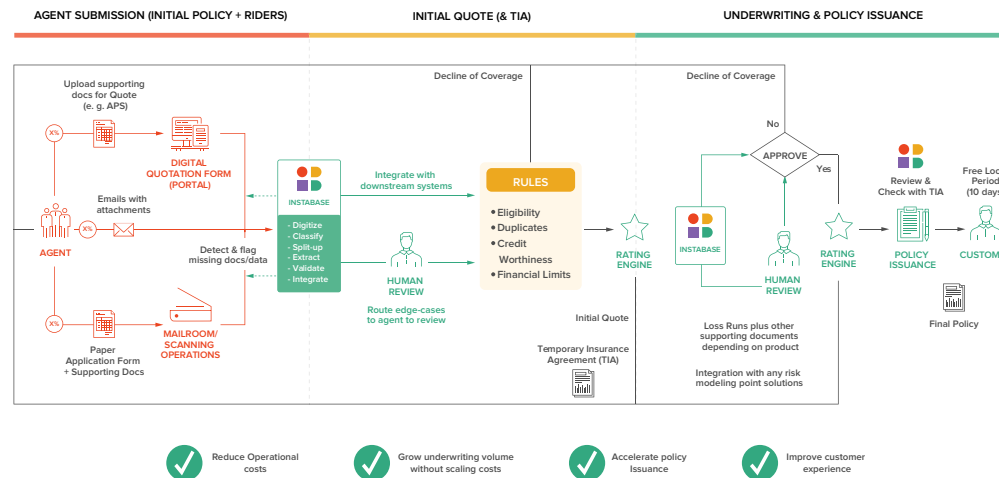 AGENT SUBMISSION (INITIAL POLICY + RIDERS)
INITIAL QUOTE (& TIA)
UNDERWRITING & POLICY ISSUANCE
Upload supporting
docs for Quote
(e. g. APS)
X%
DIGITAL
QUOTATION FORM
(PORTAL)
Emails with
attachments
X%
AGENT
Detect & flag
missing docs/data
X%
Paper
Application Form
+ Supporting Docs
MAILROOM/
SCANNING
OPERATIONS
INSTABASE
- Digitize
- Classify
- Split-up
- Extract
- Validate
- Integrate
Integrate with
downstream systems
HUMAN
REVIEW
Route edge-cases
to agent to review
Decline of Coverage
RULES
• Eligibility
• Duplicates
• Credit
Worthiness
• Financial Limits
RATING
ENGINE
Initial Quote
Temporary Insurance
Agreement (TIA)
Decline of Coverage
No
APPROVE
Yes
INSTABASE
HUMAN
REVIEW
RATING
ENGINE
Loss Runs plus other
supporting documents
depending on product
Integration with any risk
modeling point solutions
Review &
Check with TIA
POLICY
ISSUANCE
Free Loo
Period
(10 days
CUSTOM
Final Policy
Reduce Operational
costs
Grow underwriting volume
without scaling costs
Accelerate policy
Issuance
Improve customer
experience